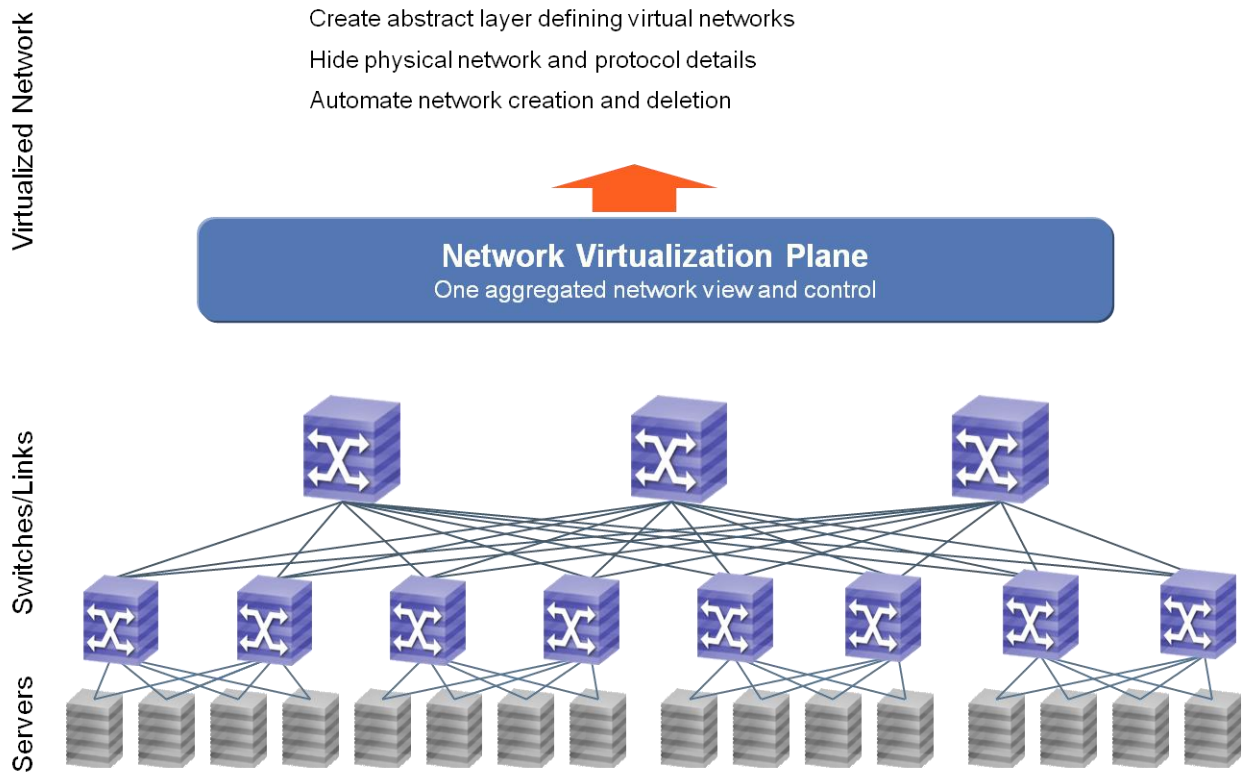 Virtualized Network
Create abstract layer defining virtual networks
Hide physical network and protocol details
Automate network creation and deletion
Network Virtualization Plane
One aggregated network view and control
Switches/Links
Servers